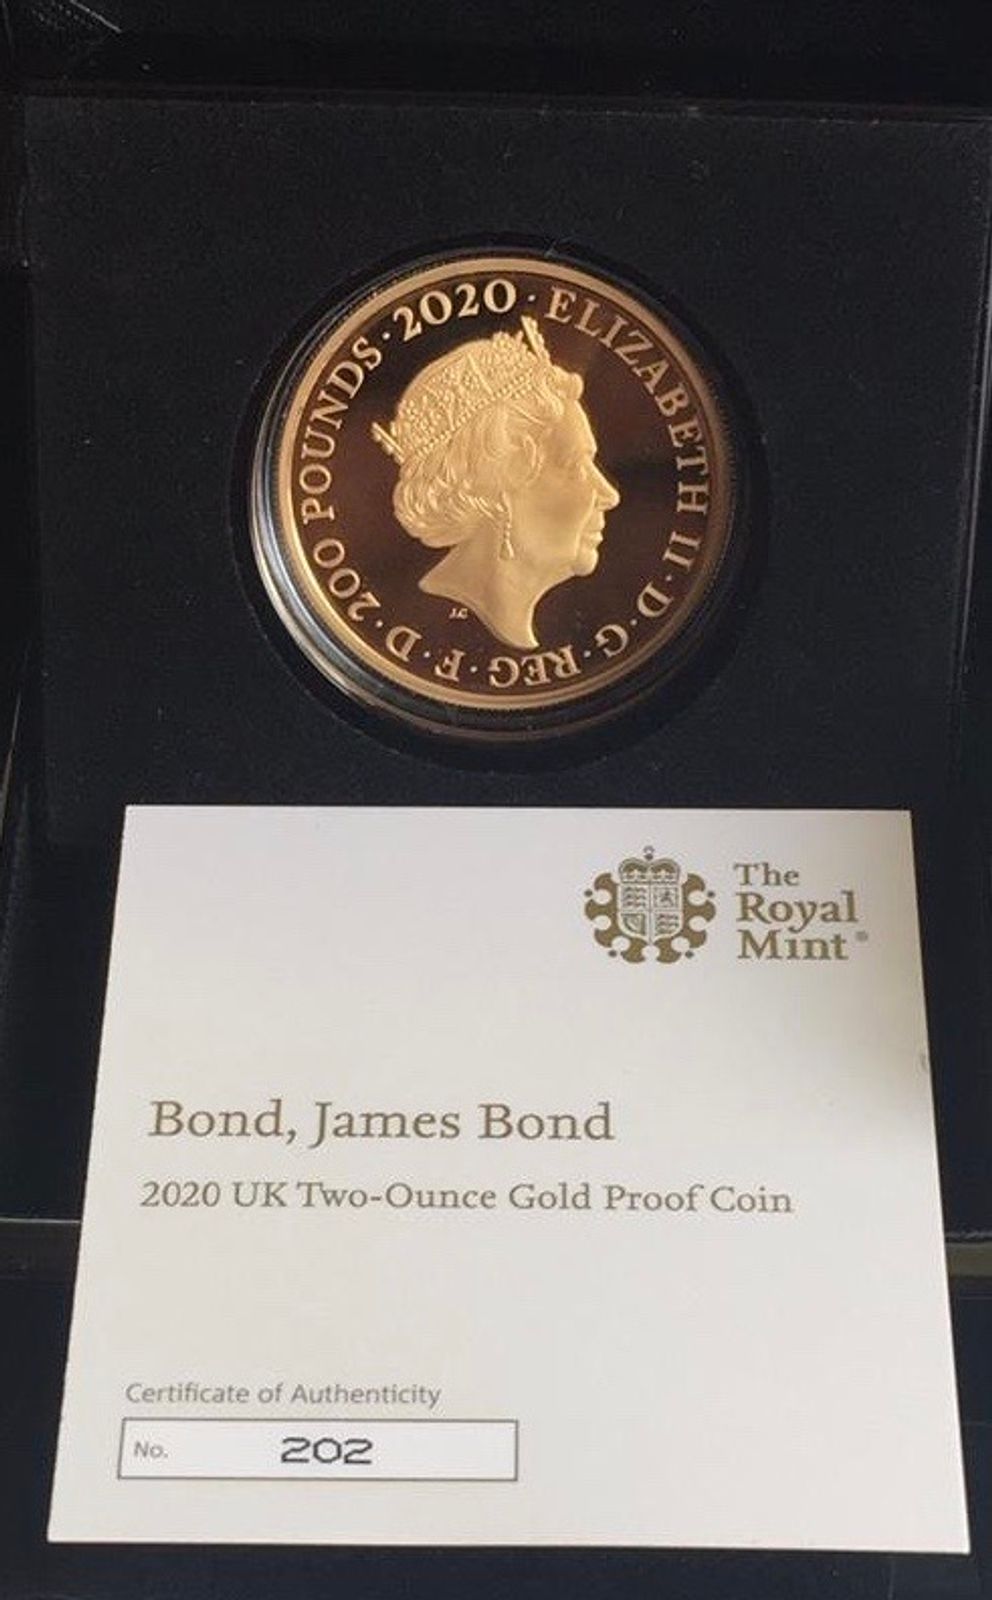 ELIZABETH II · D · G · REG · F · D · 200 POUNDS · 2020 ·
The
Royal
Mint®
Bond, James Bond
2020 UK Two-Ounce Gold Proof Coin
Certificate of Authenticity
No. 202